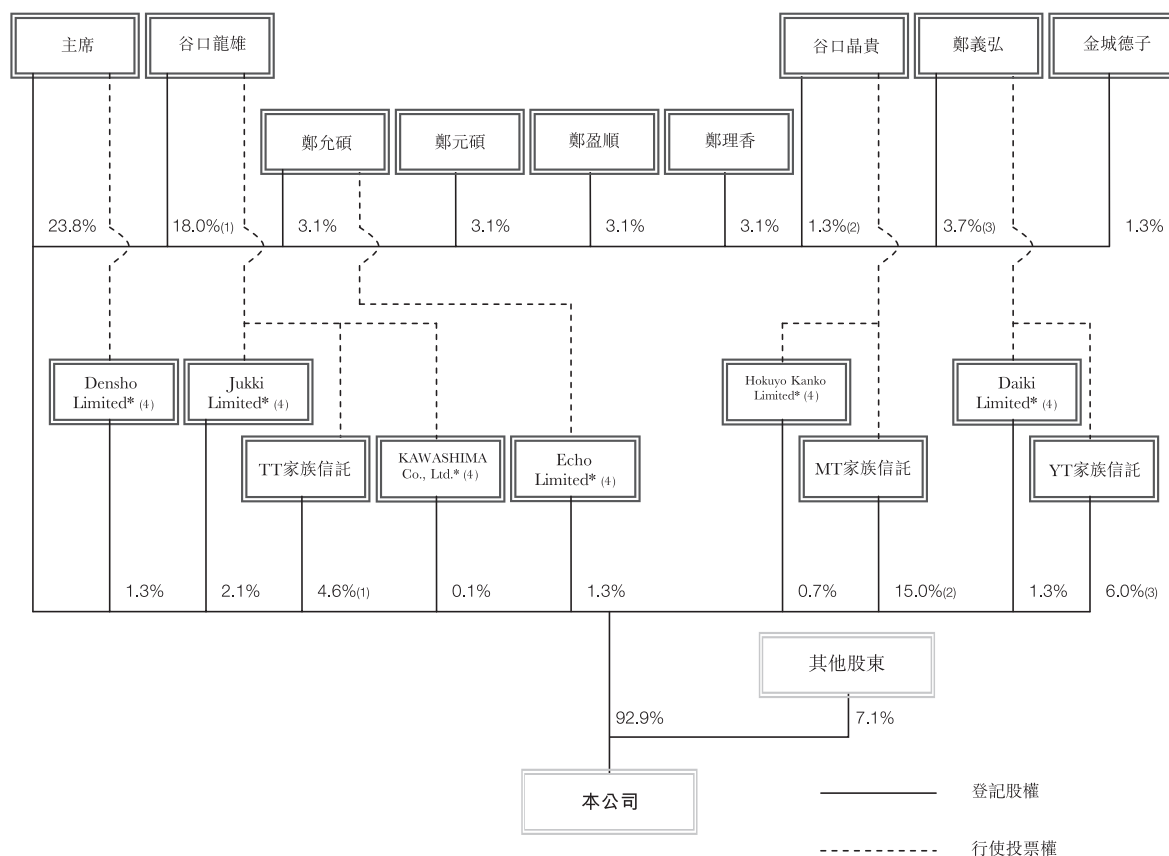 主席
谷口龍雄
谷口晶貴
鄭義弘
金城德子
鄭允碩
鄭元碩
鄭盈順
鄭理香
23.8%
18.0%(1)
3.1%
3.1%
3.1%
3.1%
1.3%(2)
3.7%(3)
1.3%
Densho
Limited* (4)
Jukki
Limited* (4)
Hokuyo Kanko
Limited* (4)
Daiki
Limited* (4)
TT家族信託
KAWASHIMA
Co., Ltd.* (4)
Echo
Limited* (4)
MT家族信託
YT家族信託
1.3%
2.1%
4.6%(1)
0.1%
1.3%
0.7%
15.0%(2)
1.3%
6.0%(3)
其他股東
92.9%
7.1%
本公司
登記股權
行使投票權